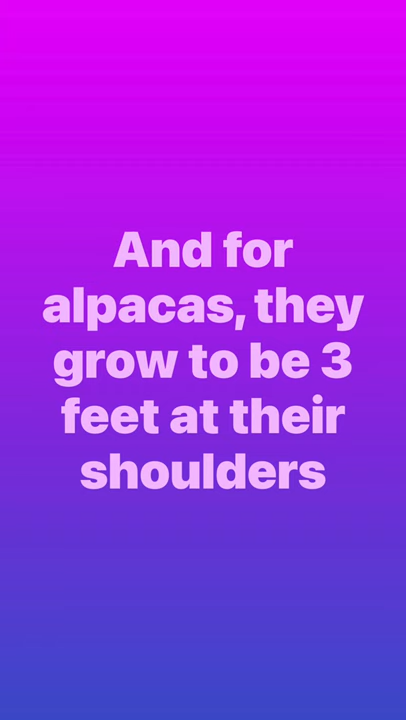 And for
alpacas, they
grow to be 3
feet at their
shoulders